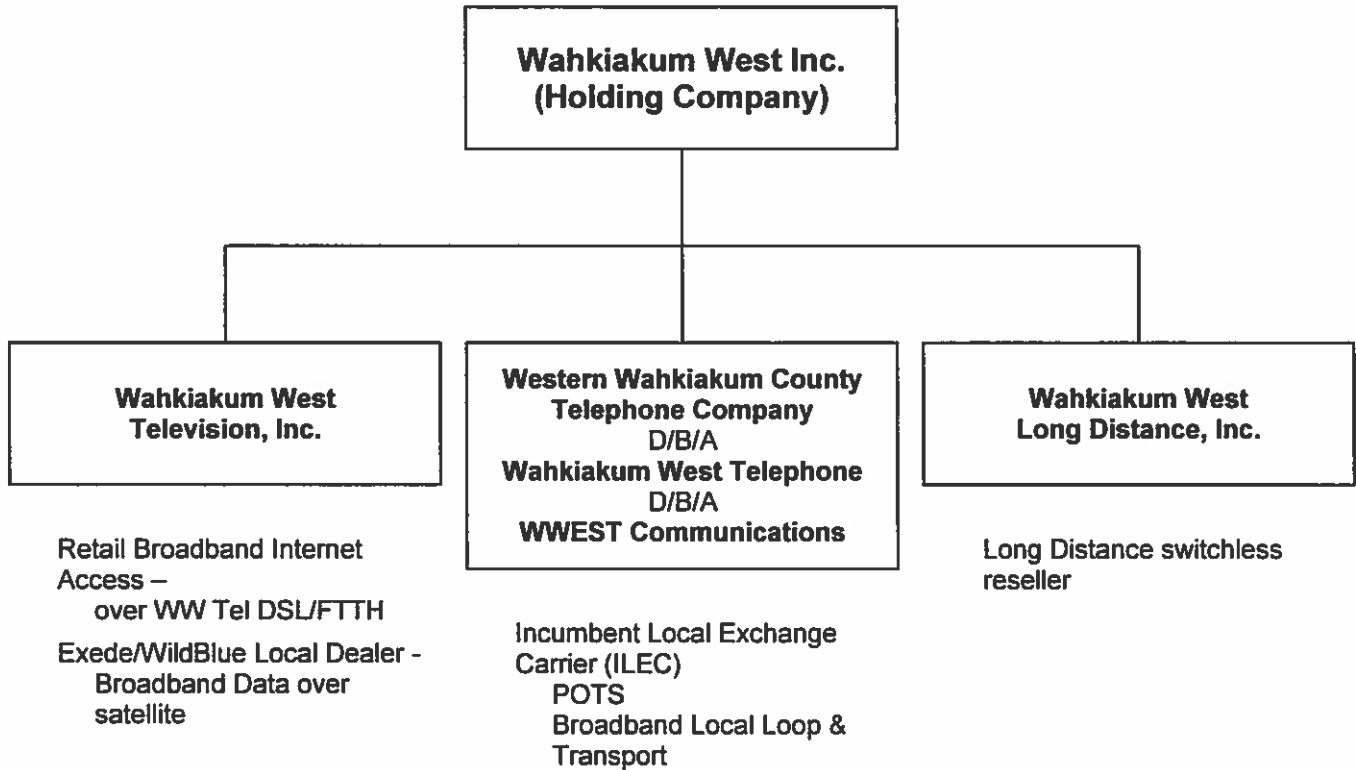 Wahkiakum West Inc.
(Holding Company)
Wahkiakum West
Television, Inc.
Western Wahkiakum County
Telephone Company
D/B/A
Wahkiakum West Telephone
D/B/A
WWEST Communications
Wahkiakum West
Long Distance, Inc.
Retail Broadband Internet
Access –
over WW Tel DSL/FTTH
Exede/WildBlue Local Dealer -
Broadband Data over
satellite
Incumbent Local Exchange
Carrier (ILEC)
POTS
Broadband Local Loop &
Transport
Long Distance switchless
reseller